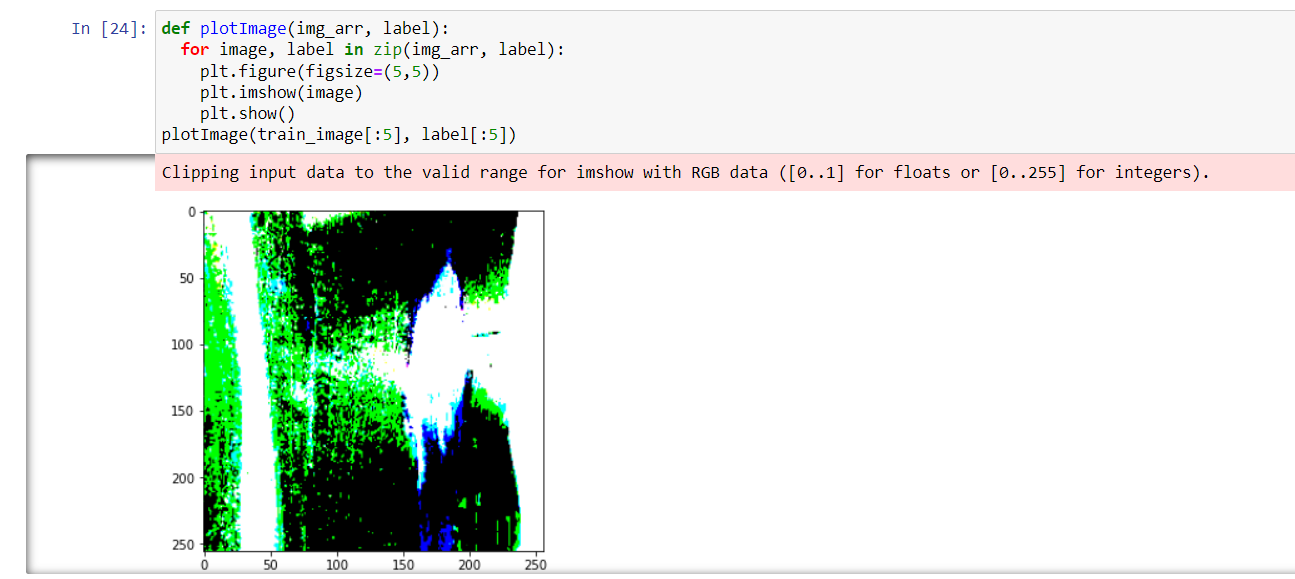 In [24]: def plotImage(img_arr, label):
for image, label in zip(img_arr, label):
plt.figure(figsize=(5,5))
plt.imshow(image)
plt.show()
plotImage(train_image[:5], label[:5])
Clipping input data to the valid range for imshow with RGB data ([0..1] for floats or [0..255] for integers).
0
50
100
150
200
250
0 50 100 150 200 250